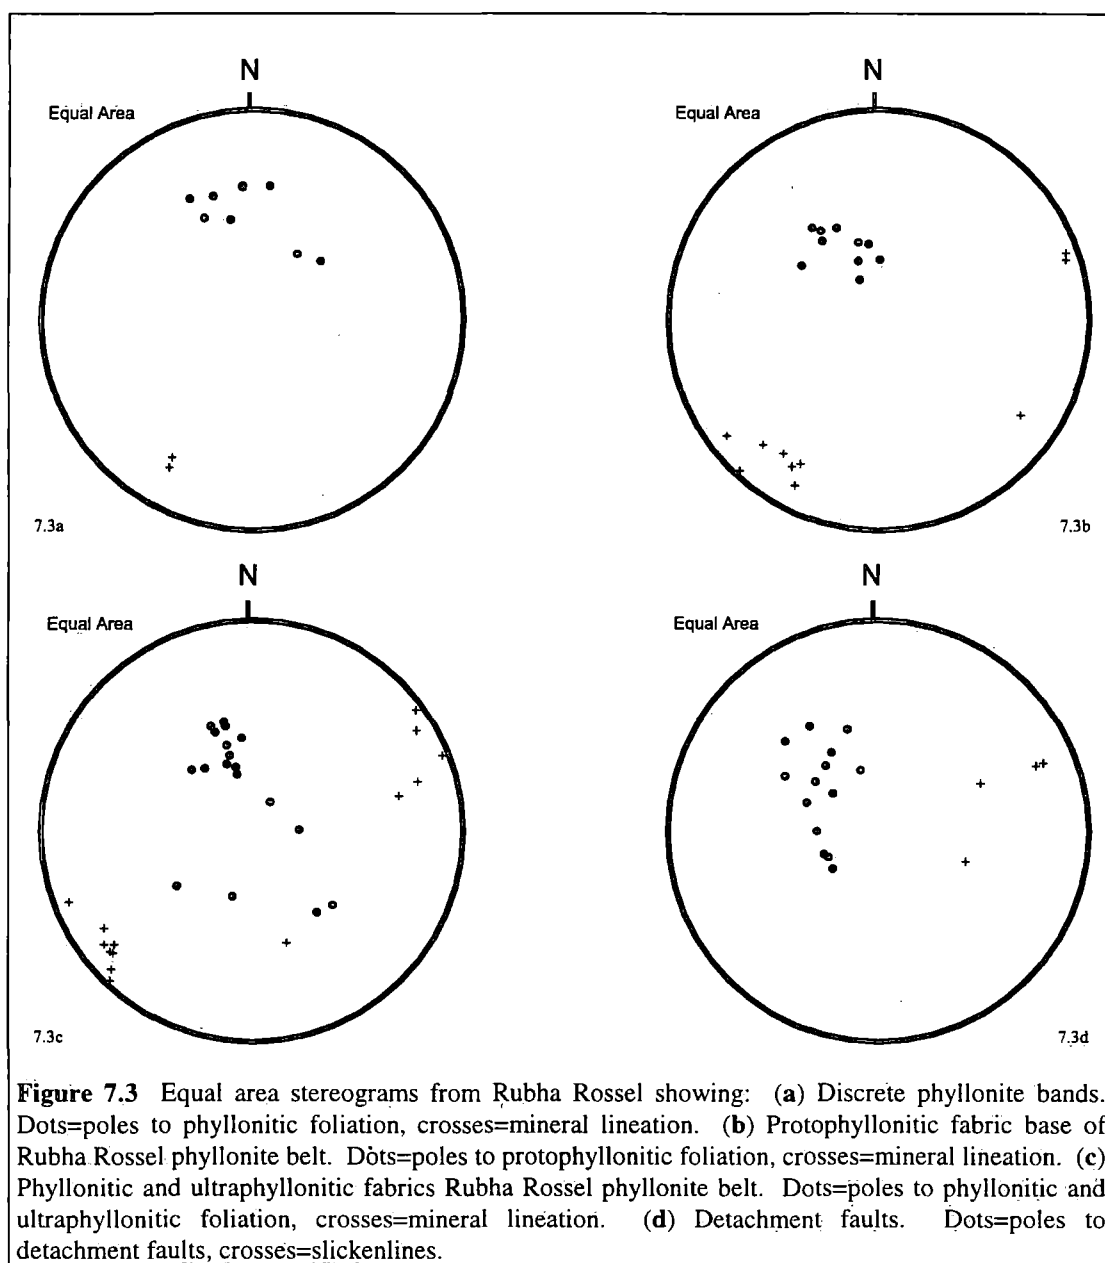 N
Equal Area
7.3a
N
Equal Area
7.3b
N
Equal Area
7.3c
N
Equal Area
7.3d
Figure 7.3 Equal area stereograms from Rubha Rossel showing: (a) Discrete phyllonite bands.
Dots=poles to phyllonitic foliation, crosses=mineral lineation. (b) Protophyllonitic fabric base of
Rubha Rossel phyllonite belt. Dots=poles to protophyllonitic foliation, crosses=mineral lineation. (c)
Phyllonitic and ultraphyllonitic fabrics Rubha Rossel phyllonite belt. Dots=poles to phyllonitic and
ultraphyllonitic foliation, crosses=mineral lineation. (d) Detachment faults. Dots=poles to
detachment faults, crosses=slickenlines.